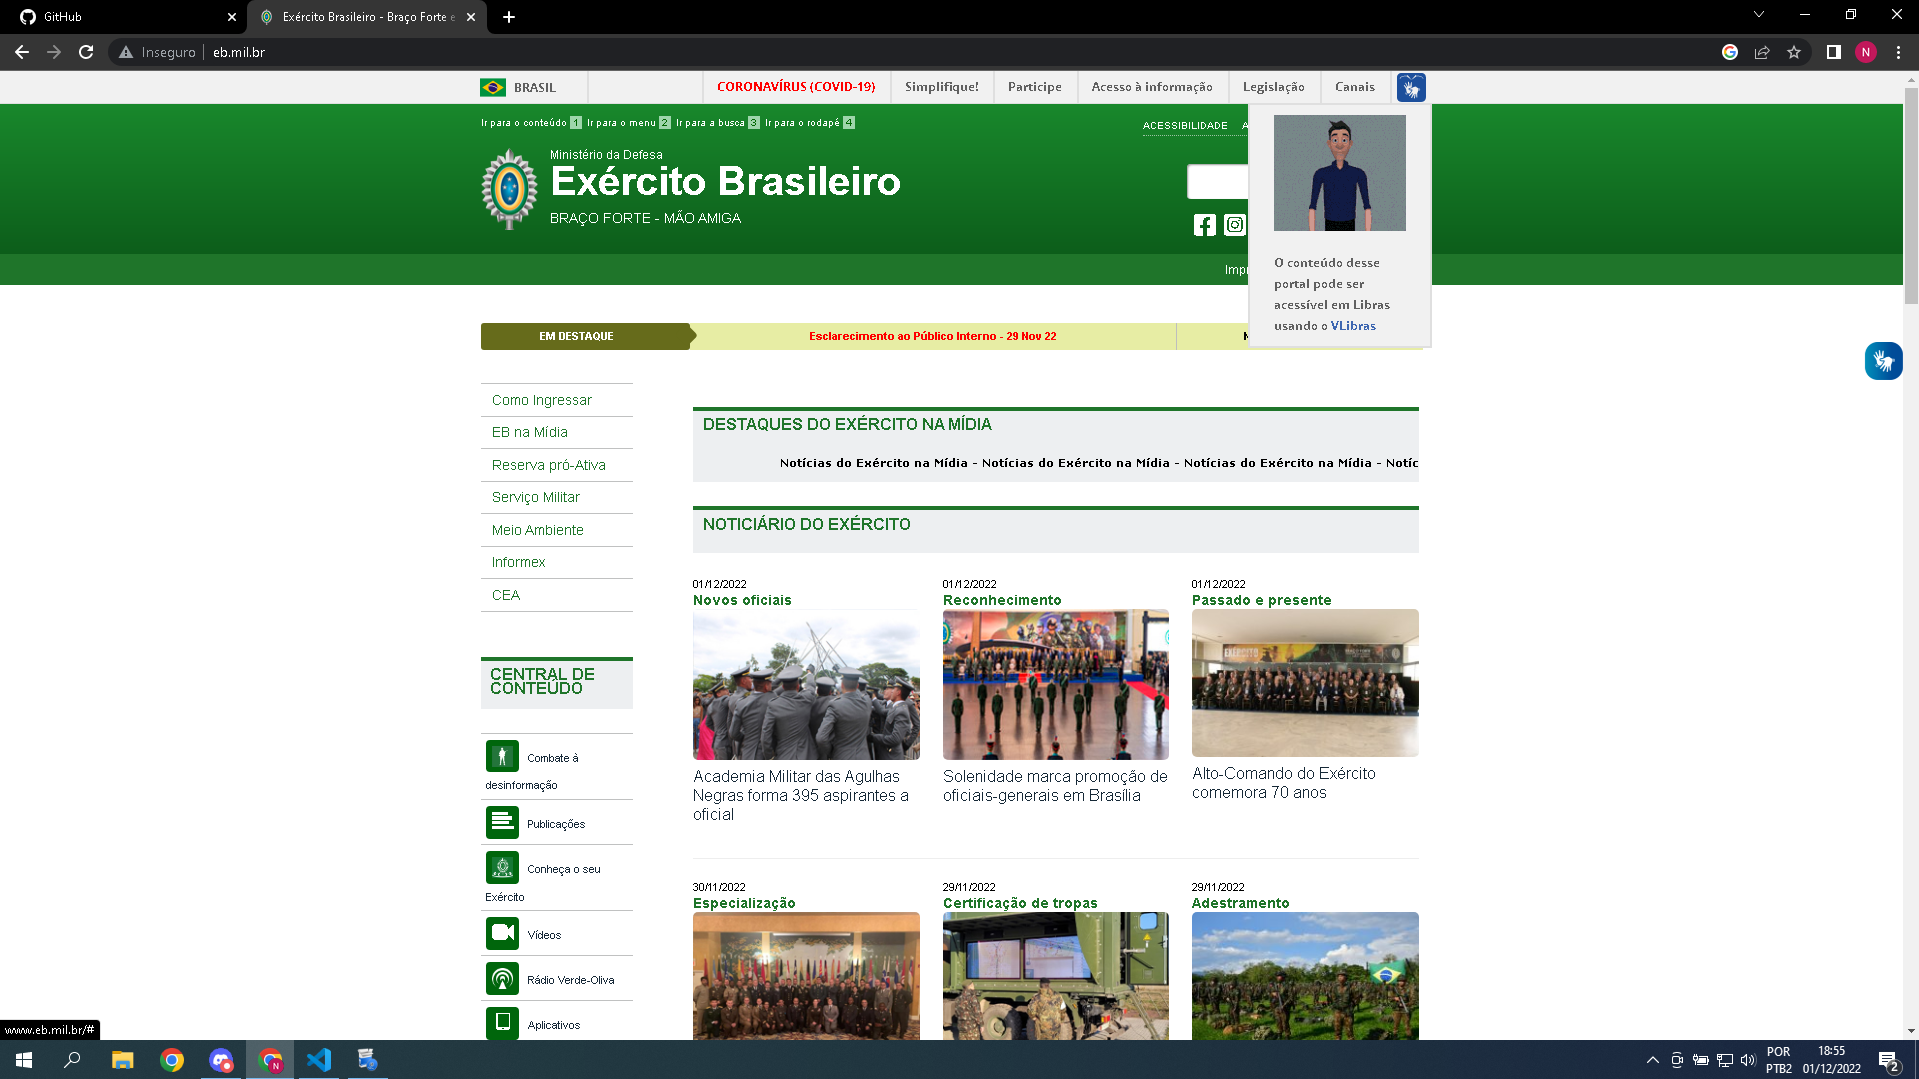 GitHub
Exército Brasileiro - Braço Forte e
Inseguro
eb.mil.br
N
BRASIL
CORONAVÍRUS (COVID-19)
Simplifique!
Participe
Acesso à informação
Legislação
Canais
Ir para o conteúdo 1 Ir para o menu 2 Ir para a busca 3 Ir para o rodapé 4
ACESSIBILIDADE
A
Ministério da Defesa
Exército Brasileiro
BRAÇO FORTE - MÃO AMIGA
Impr
O conteúdo desse
portal pode ser
acessível em Libras
usando o VLibras
EM DESTAQUE
Esclarecimento ao Público Interno - 29 Nov 22
Como Ingressar
EB na Mídia
Reserva pró-Ativa
Serviço Militar
Meio Ambiente
Informex
CEA
DESTAQUES DO EXÉRCITO NA MÍDIA
Notícias do Exército na Mídia - Notícias do Exército na Mídia - Notícias do Exército na Mídia - Notíc
NOTICIÁRIO DO EXÉRCITO
01/12/2022
Novos oficiais
Academia Militar das Agulhas
Negras forma 395 aspirantes a
oficial
01/12/2022
Reconhecimento
Solenidade marca promoção de
oficiais-generais em Brasília
01/12/2022
Passado e presente
Alto-Comando do Exército
comemora 70 anos
CENTRAL DE
CONTEÚDO
Combate à
desinformação
Publicações
Conheça o seu
Exército
Vídeos
Rádio Verde-Oliva
Aplicativos
30/11/2022
Especialização
29/11/2022
Certificação de tropas
29/11/2022
Adestramento
www.eb.mil.br/#
N
POR
PTB2
18:55
01/12/2022
2